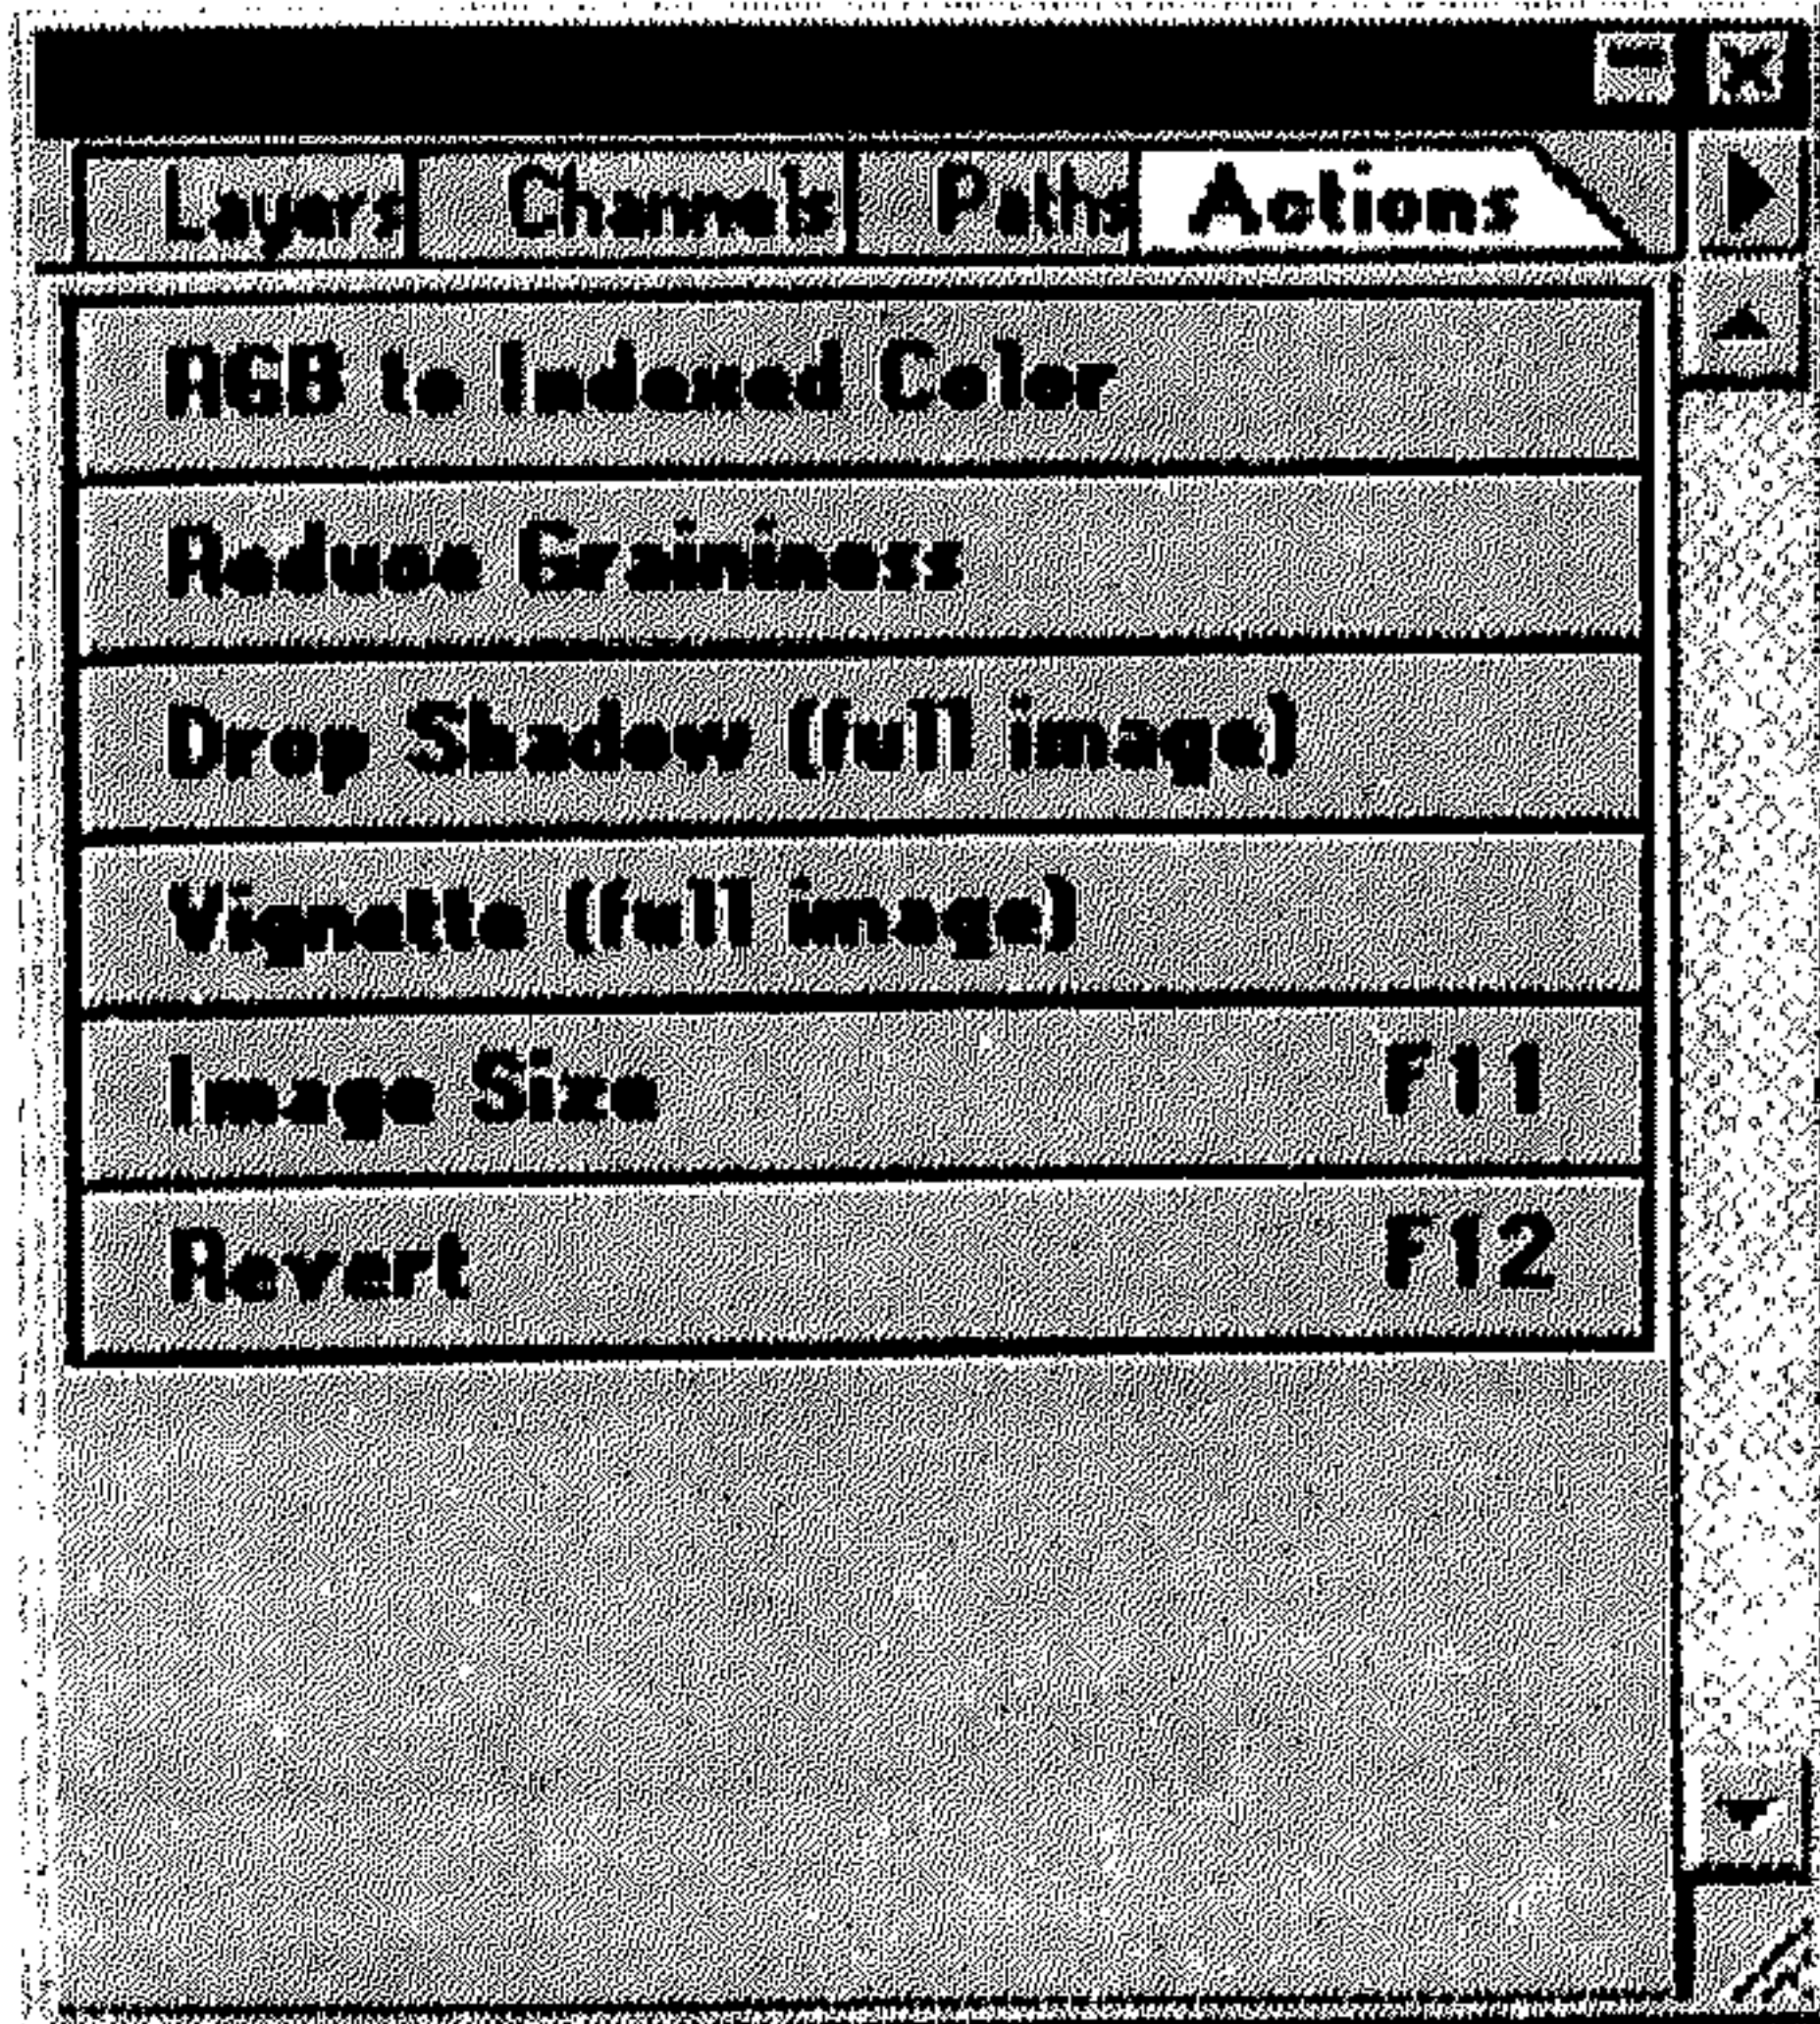 Layers Channels Paths Actions
RGB to Indexed Color
Reduce Graininess
Drop Shadow (full image)
Vignette (full image)
Image Size F11
Revert F12